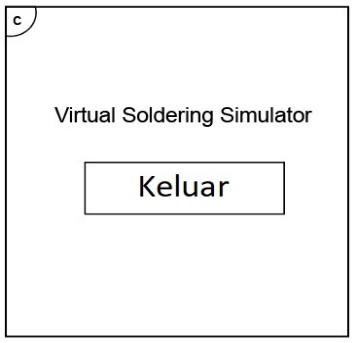 C
Virtual Soldering Simulator
Keluar